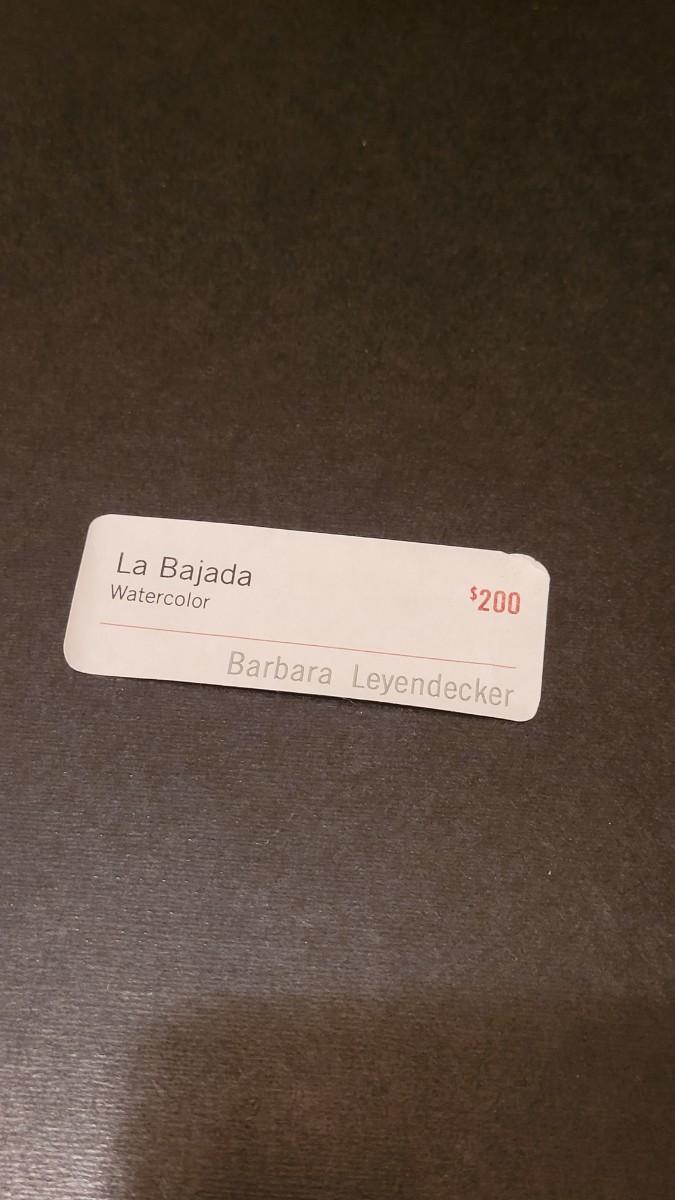 La Bajada
Watercolor
$200
Barbara Leyendecker